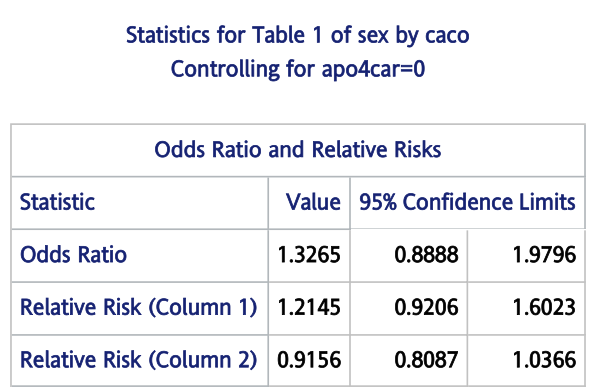 Statistics for Table 1 of sex by caco
Controlling for apo4car=0
Odds Ratio and Relative Risks
Statistic Value 95% Confidence Limits
Odds Ratio 1.3265 0.8888 1.9796
Relative Risk (Column 1) 1.2145 0.9206 1.6023
Relative Risk (Column 2) 0.9156 0.8087 1.0366